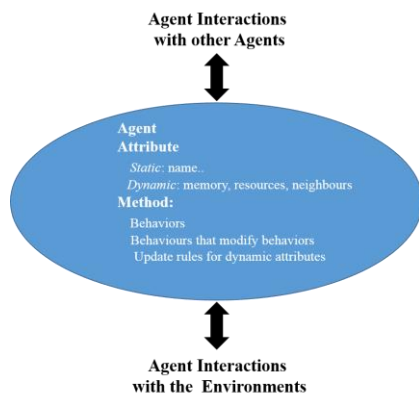 Agent Interactions
with other Agents
Agent
Attribute
Static: name..
Dynamic: memory, resources, neighbours
Method:
Behaviors
Behaviours that modify behaviors
Update rules for dynamic attributes
Agent Interactions
with the Environments